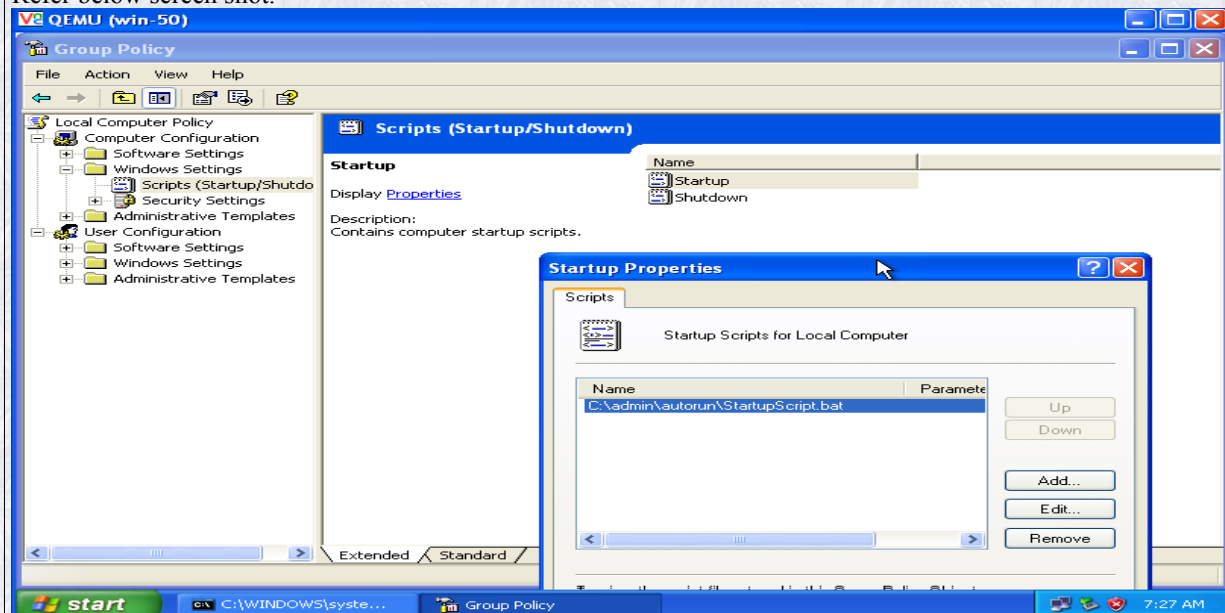 Refer below screen shot.
QEMU (win-50)
Group Policy
File Action View Help
Local Computer Policy
Computer Configuration
Software Settings
Windows Settings
Scripts (Startup/Shutdo
Security Settings
Administrative Templates
User Configuration
Software Settings
Windows Settings
Administrative Templates
Scripts (Startup/Shutdown)
Startup
Display Properties
Description:
Contains computer startup scripts.
Name
Startup
Shutdown
Extended Standard
Startup Properties
Scripts
Startup Scripts for Local Computer
Name Paramete
C:\admin\autorun\StartupScript.bat
Up
Down
Add...
Edit...
Remove
start C:\WINDOWS\syste... Group Policy 7:27 AM